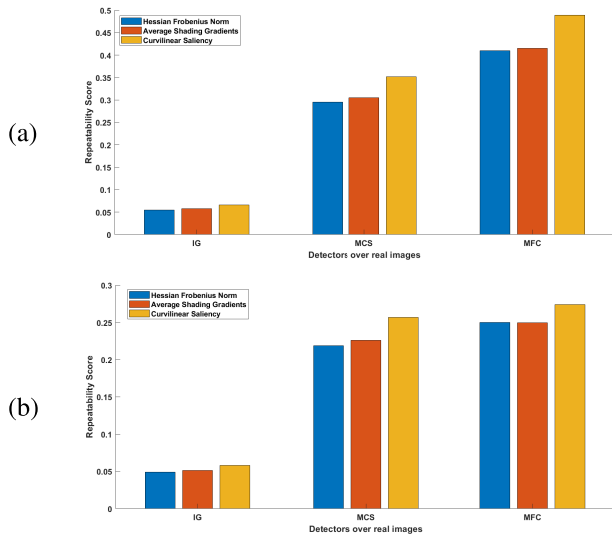 (a)
Repeatability Score
0.5
0.45
0.4
0.35
0.3
0.25
0.2
0.15
0.1
0.05
0
Hessian Frobenius Norm
Average Shading Gradients
Curvilinear Saliency
IG MCS MFC
Detectors over real images
(b)
Repeatability Score
0.3
0.25
0.2
0.15
0.1
0.05
0
Hessian Frobenius Norm
Average Shading Gradients
Curvilinear Saliency
IG MCS MFC
Detectors over real images